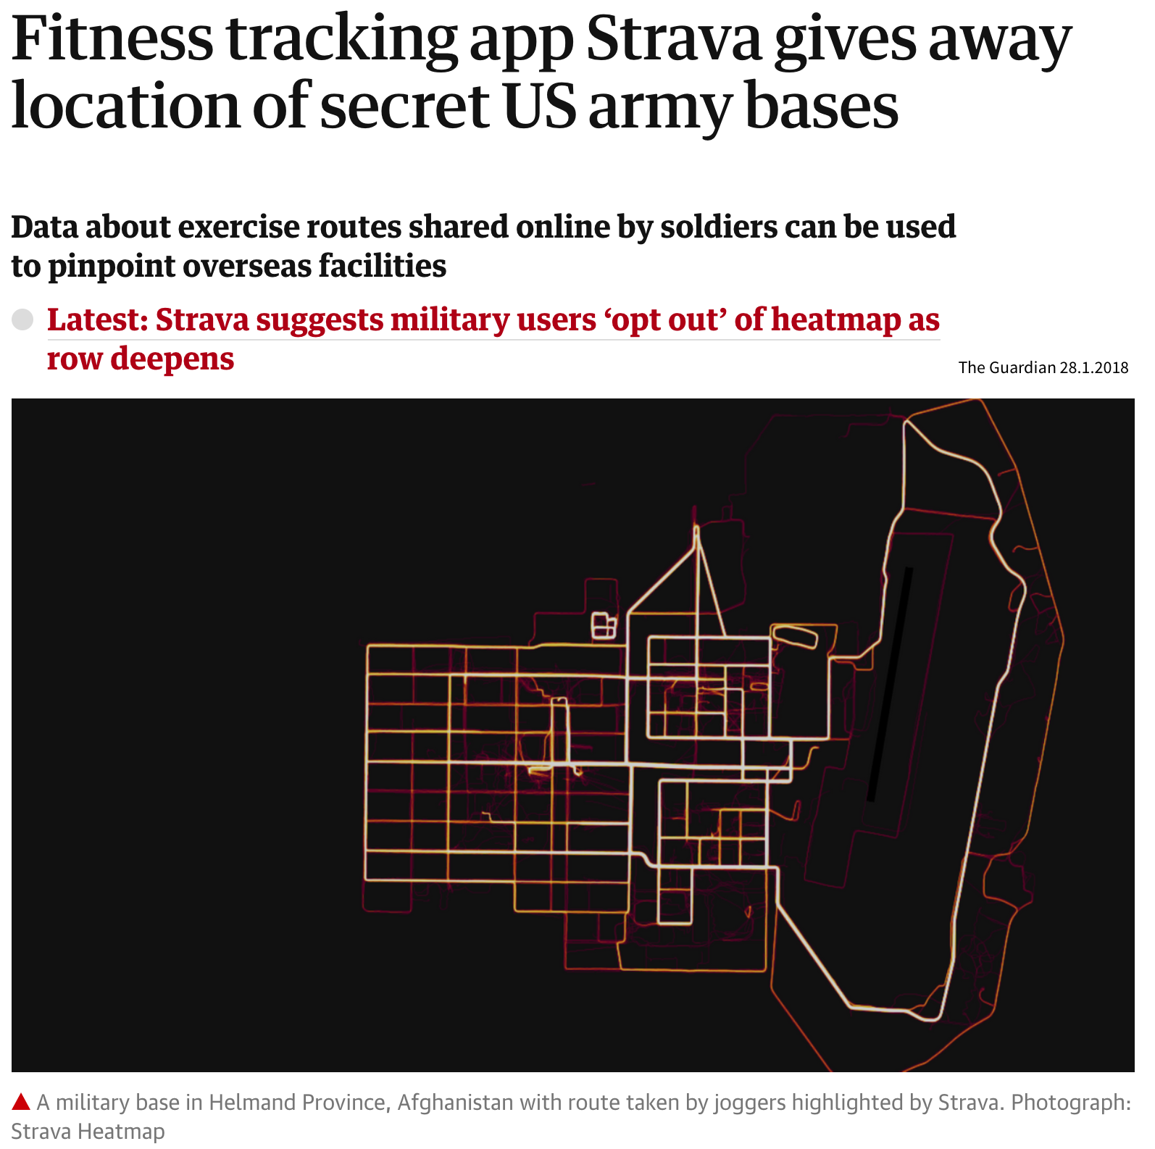 Fitness tracking app Strava gives away
location of secret US army bases
Data about exercise routes shared online by soldiers can be used
to pinpoint overseas facilities
Latest: Strava suggests military users ‘opt out’ of heatmap as
row deepens
The Guardian 28.1.2018
A military base in Helmand Province, Afghanistan with route taken by joggers highlighted by Strava. Photograph:
Strava Heatmap